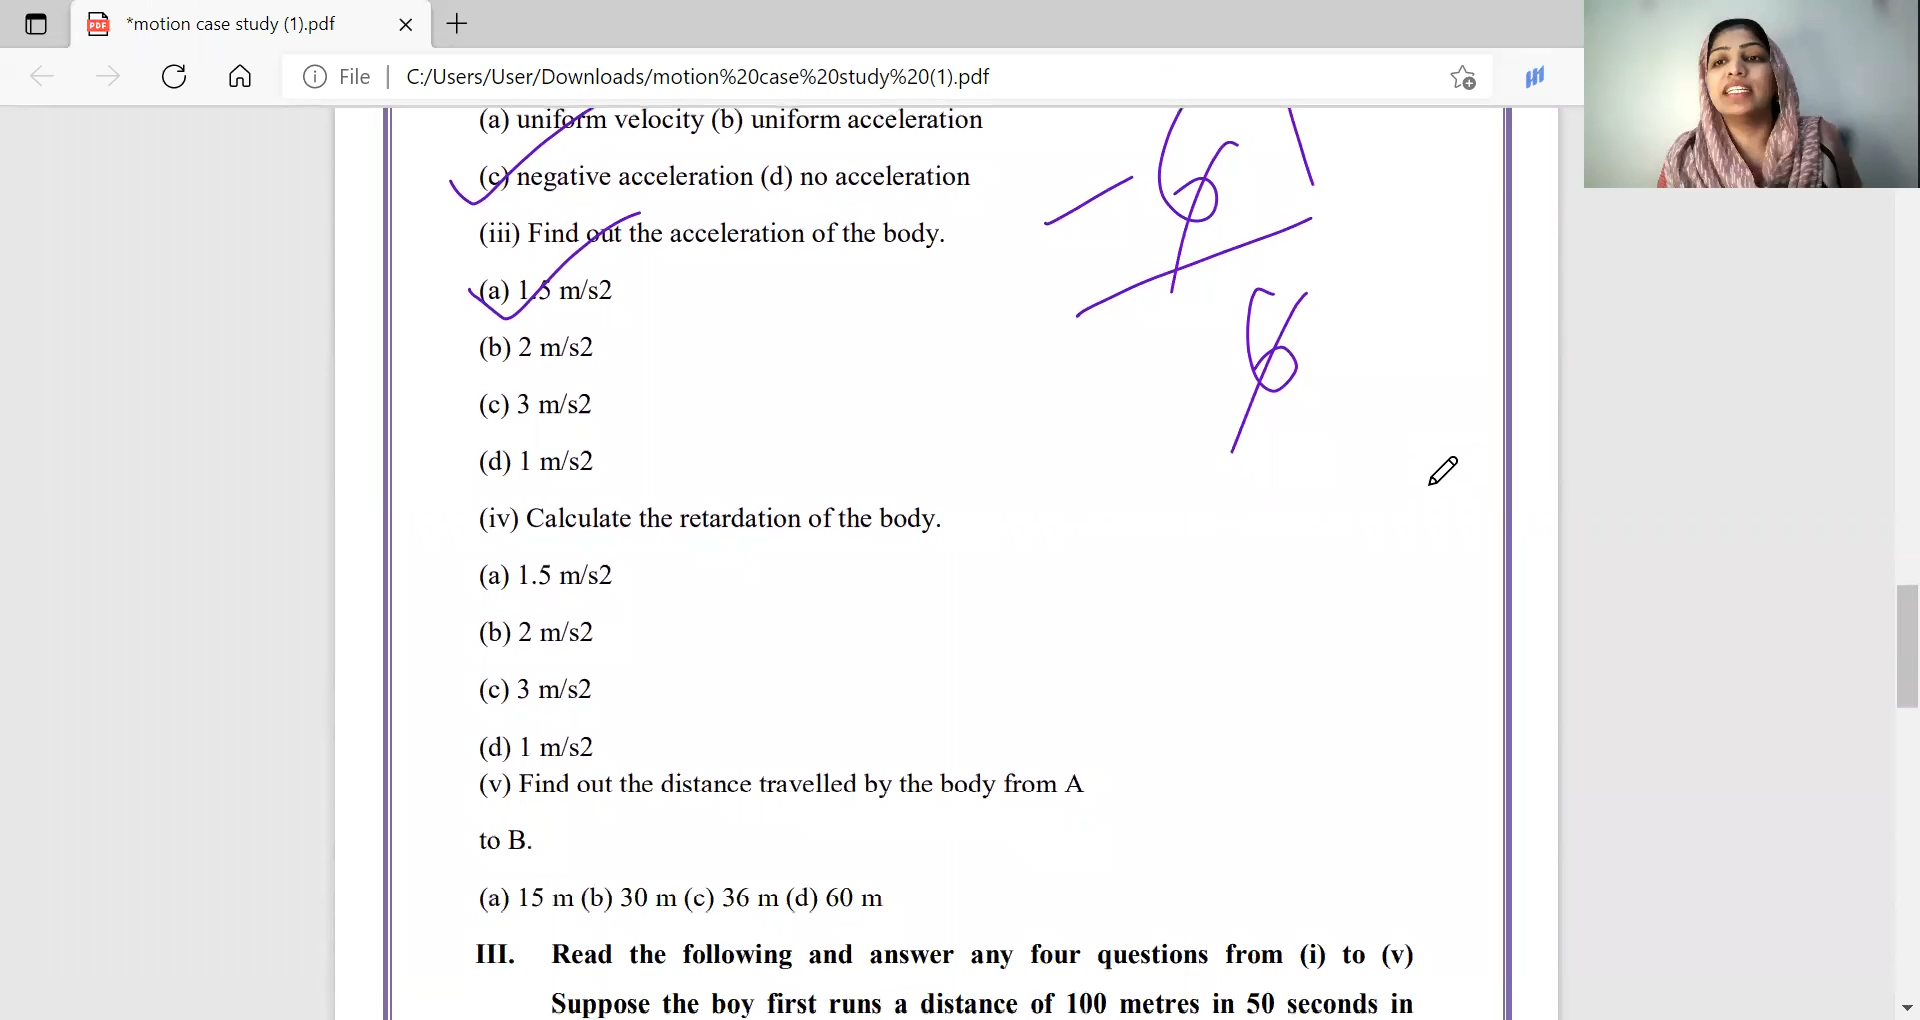 *motion case study (1).pdf
File | C:/Users/User/Downloads/motion%20case%20study%20(1).pdf
(a) uniform velocity (b) uniform acceleration
(c) negative acceleration (d) no acceleration
(iii) Find out the acceleration of the body.
(a) 1.5 m/s2
(b) 2 m/s2
(c) 3 m/s2
(d) 1 m/s2
(iv) Calculate the retardation of the body.
(a) 1.5 m/s2
(b) 2 m/s2
(c) 3 m/s2
(d) 1 m/s2
(v) Find out the distance travelled by the body from A
to B.
(a) 15 m (b) 30 m (c) 36 m (d) 60 m
III. Read the following and answer any four questions from (i) to (v)
Suppose the boy first runs a distance of 100 metres in 50 seconds in